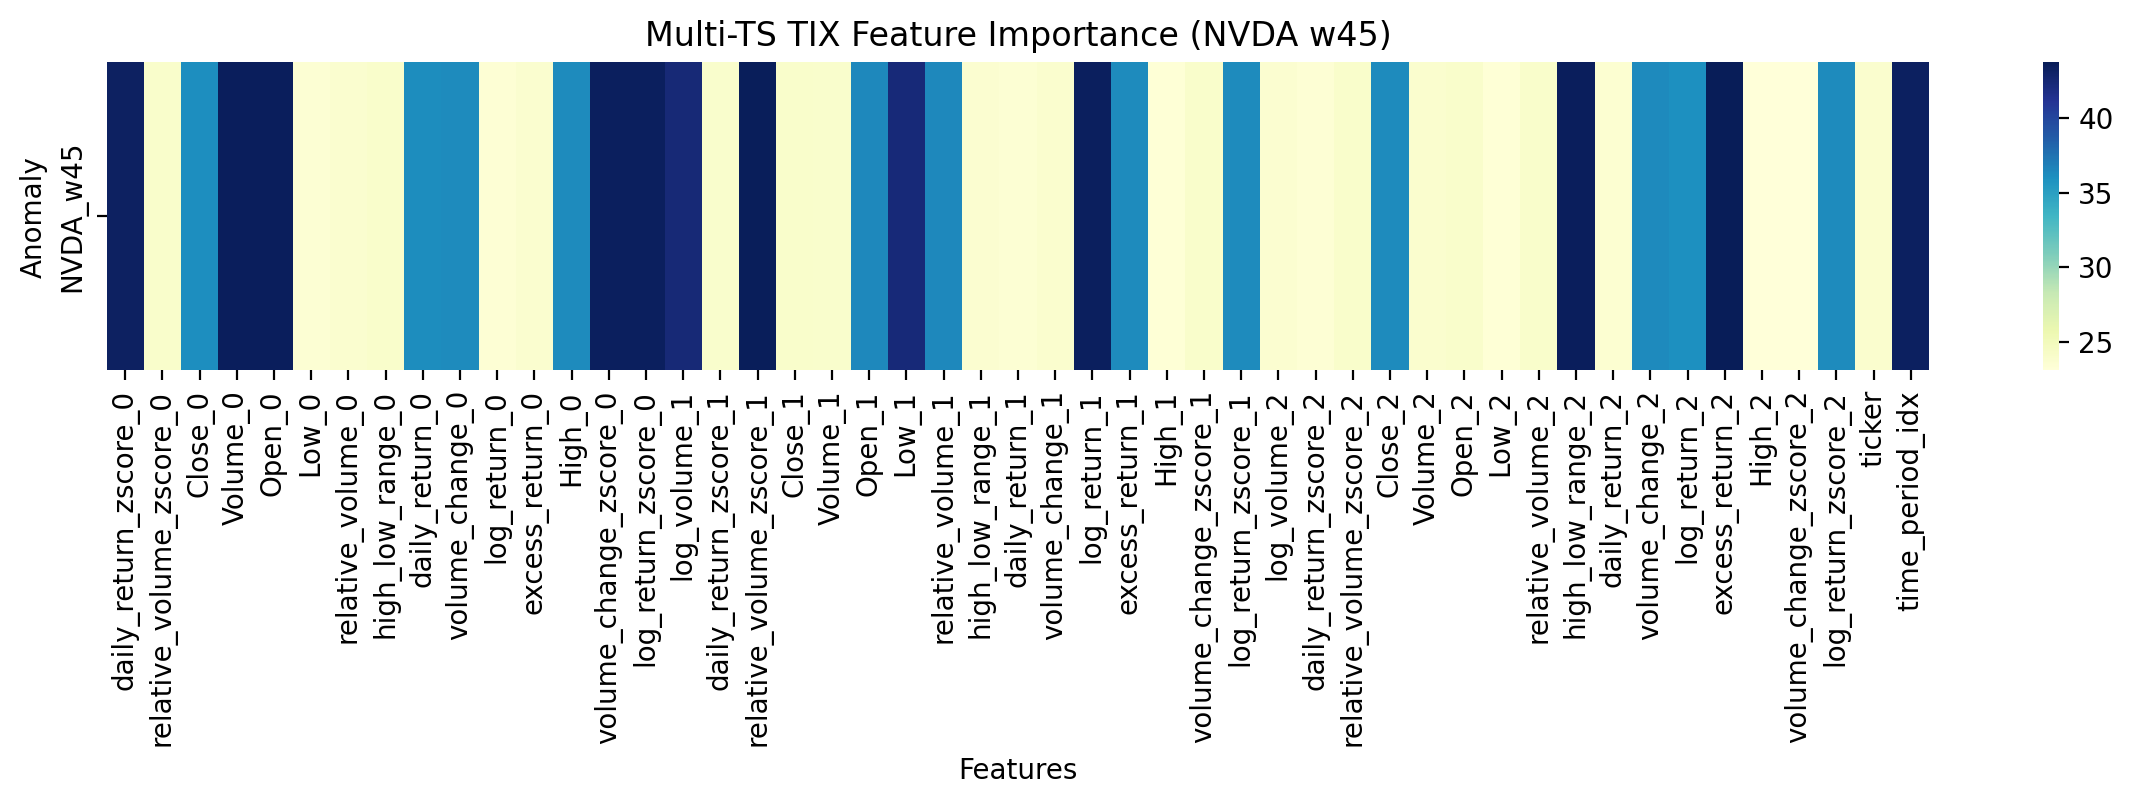 Multi-TS TIX Feature Importance (NVDA w45)
Anomaly
NVDA_w45
40
35
30
25
daily_return_zscore_0
relative_volume_zscore_0
Close_0
Volume_0
Open_0
Low_0
relative_volume_0
high_low_range_0
daily_return_0
volume_change_0
log_return_0
excess_return_0
High_0
volume_change_zscore_0
log_return_zscore_0
log_volume_1
daily_return_zscore_1
relative_volume_zscore_1
Close_1
Volume_1
Open_1
Low_1
relative_volume_1
high_low_range_1
daily_return_1
volume_change_1
log_return_1
excess_return_1
High_1
volume_change_zscore_1
log_return_zscore_1
log_volume_2
daily_return_zscore_2
relative_volume_zscore_2
Close_2
Volume_2
Open_2
Low_2
relative_volume_2
high_low_range_2
daily_return_2
volume_change_2
log_return_2
excess_return_2
High_2
volume_change_zscore_2
log_return_zscore_2
ticker
time_period_idx
Features